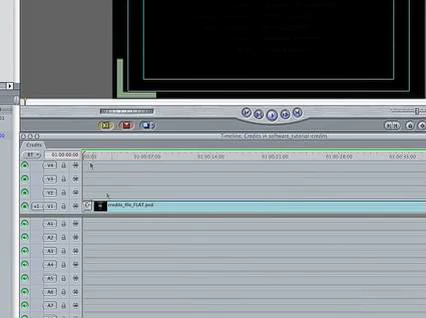 Timeline: Credits in software_tutorial-credits
Credits
RT
01:00:00:00
00:00
01:00:07:00
01:00:14:00
01:00:21:00
01:00:28:00
01:00:35:00
V4
V3
V2
v1 V1 credits_file_FLAT.psd
A1
A2
A3
A4
A5
A6
A7